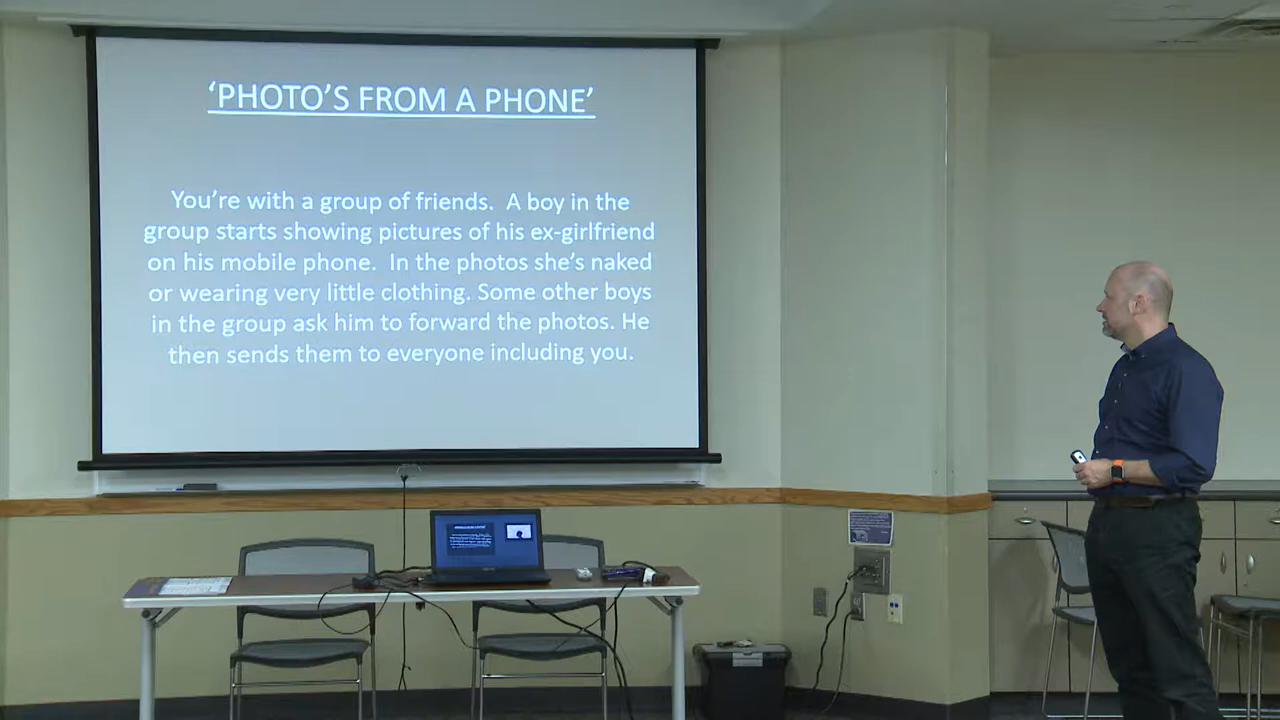 ‘PHOTO’S FROM A PHONE’
You’re with a group of friends.  A boy in the
group starts showing pictures of his ex-girlfriend
on his mobile phone.  In the photos she’s naked
or wearing very little clothing. Some other boys
in the group ask him to forward the photos. He
then sends them to everyone including you.